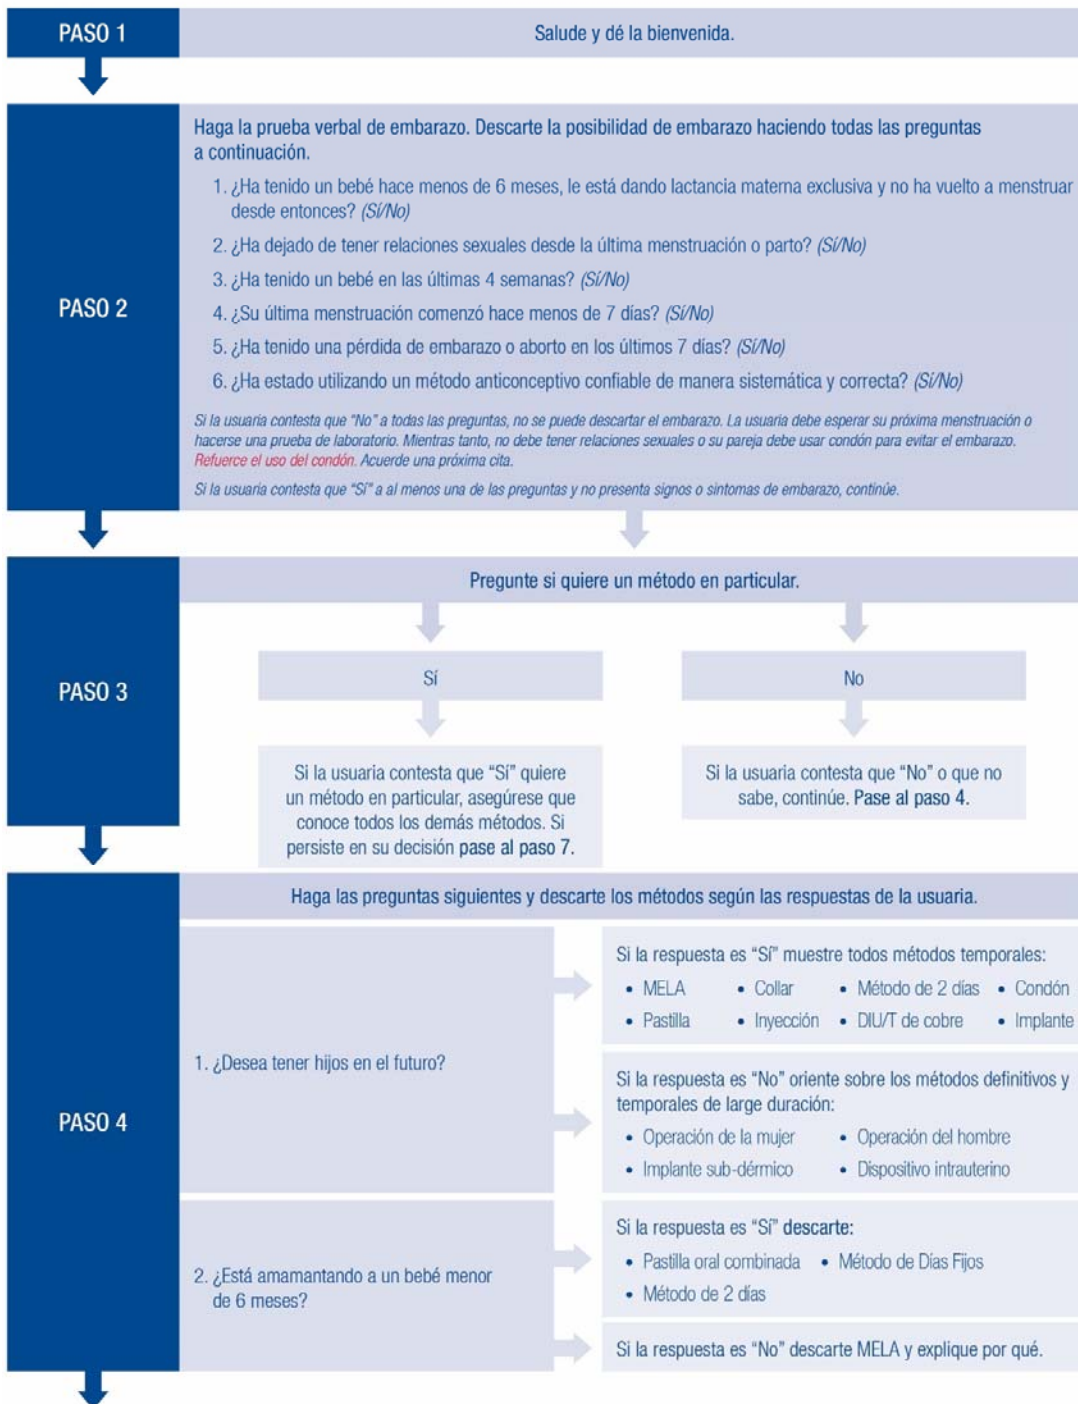 PASO 1
Salude y dé la bienvenida.
PASO 2
Haga la prueba verbal de embarazo. Descarte la posibilidad de embarazo haciendo todas las preguntas
a continuación.
1. ¿Ha tenido un bebé hace menos de 6 meses, le está dando lactancia materna exclusiva y no ha vuelto a menstruar
desde entonces? (Sí/No)
2. ¿Ha dejado de tener relaciones sexuales desde la última menstruación o parto? (Sí/No)
3. ¿Ha tenido un bebé en las últimas 4 semanas? (Sí/No)
4. ¿Su última menstruación comenzó hace menos de 7 días? (Sí/No)
5. ¿Ha tenido una pérdida de embarazo o aborto en los últimos 7 días? (Sí/No)
6. ¿Ha estado utilizando un método anticonceptivo confiable de manera sistemática y correcta? (Sí/No)
Si la usuaria contesta que "No" a todas las preguntas, no se puede descartar el embarazo. La usuaria debe esperar su próxima menstruación o
hacerse una prueba de laboratorio. Mientras tanto, no debe tener relaciones sexuales o su pareja debe usar condón para evitar el embarazo.
Refuerce el uso del condón. Acuerde una próxima cita.
Si la usuaria contesta que "Sí" a al menos una de las preguntas y no presenta signos o síntomas de embarazo, continúe.
PASO 3
Pregunte si quiere un método en particular.
Sí
Si la usuaria contesta que "Sí" quiere
un método en particular, asegúrese que
conoce todos los demás métodos. Si
persiste en su decisión pase al paso 7.
No
Si la usuaria contesta que "No" o que no
sabe, continúe. Pase al paso 4.
PASO 4
Haga las preguntas siguientes y descarte los métodos según las respuestas de la usuaria.
1. ¿Desea tener hijos en el futuro?
Si la respuesta es "Sí" muestre todos métodos temporales:
• MELA • Collar • Método de 2 días • Condón
• Pastilla • Inyección • DIU/T de cobre • Implante
Si la respuesta es "No" oriente sobre los métodos definitivos y
temporales de large duración:
• Operación de la mujer • Operación del hombre
• Implante sub-dérmico • Dispositivo intrauterino
2. ¿Está amamantando a un bebé menor
de 6 meses?
Si la respuesta es "Sí" descarte:
• Pastilla oral combinada • Método de Días Fijos
• Método de 2 días
Si la respuesta es "No" descarte MELA y explique por qué.